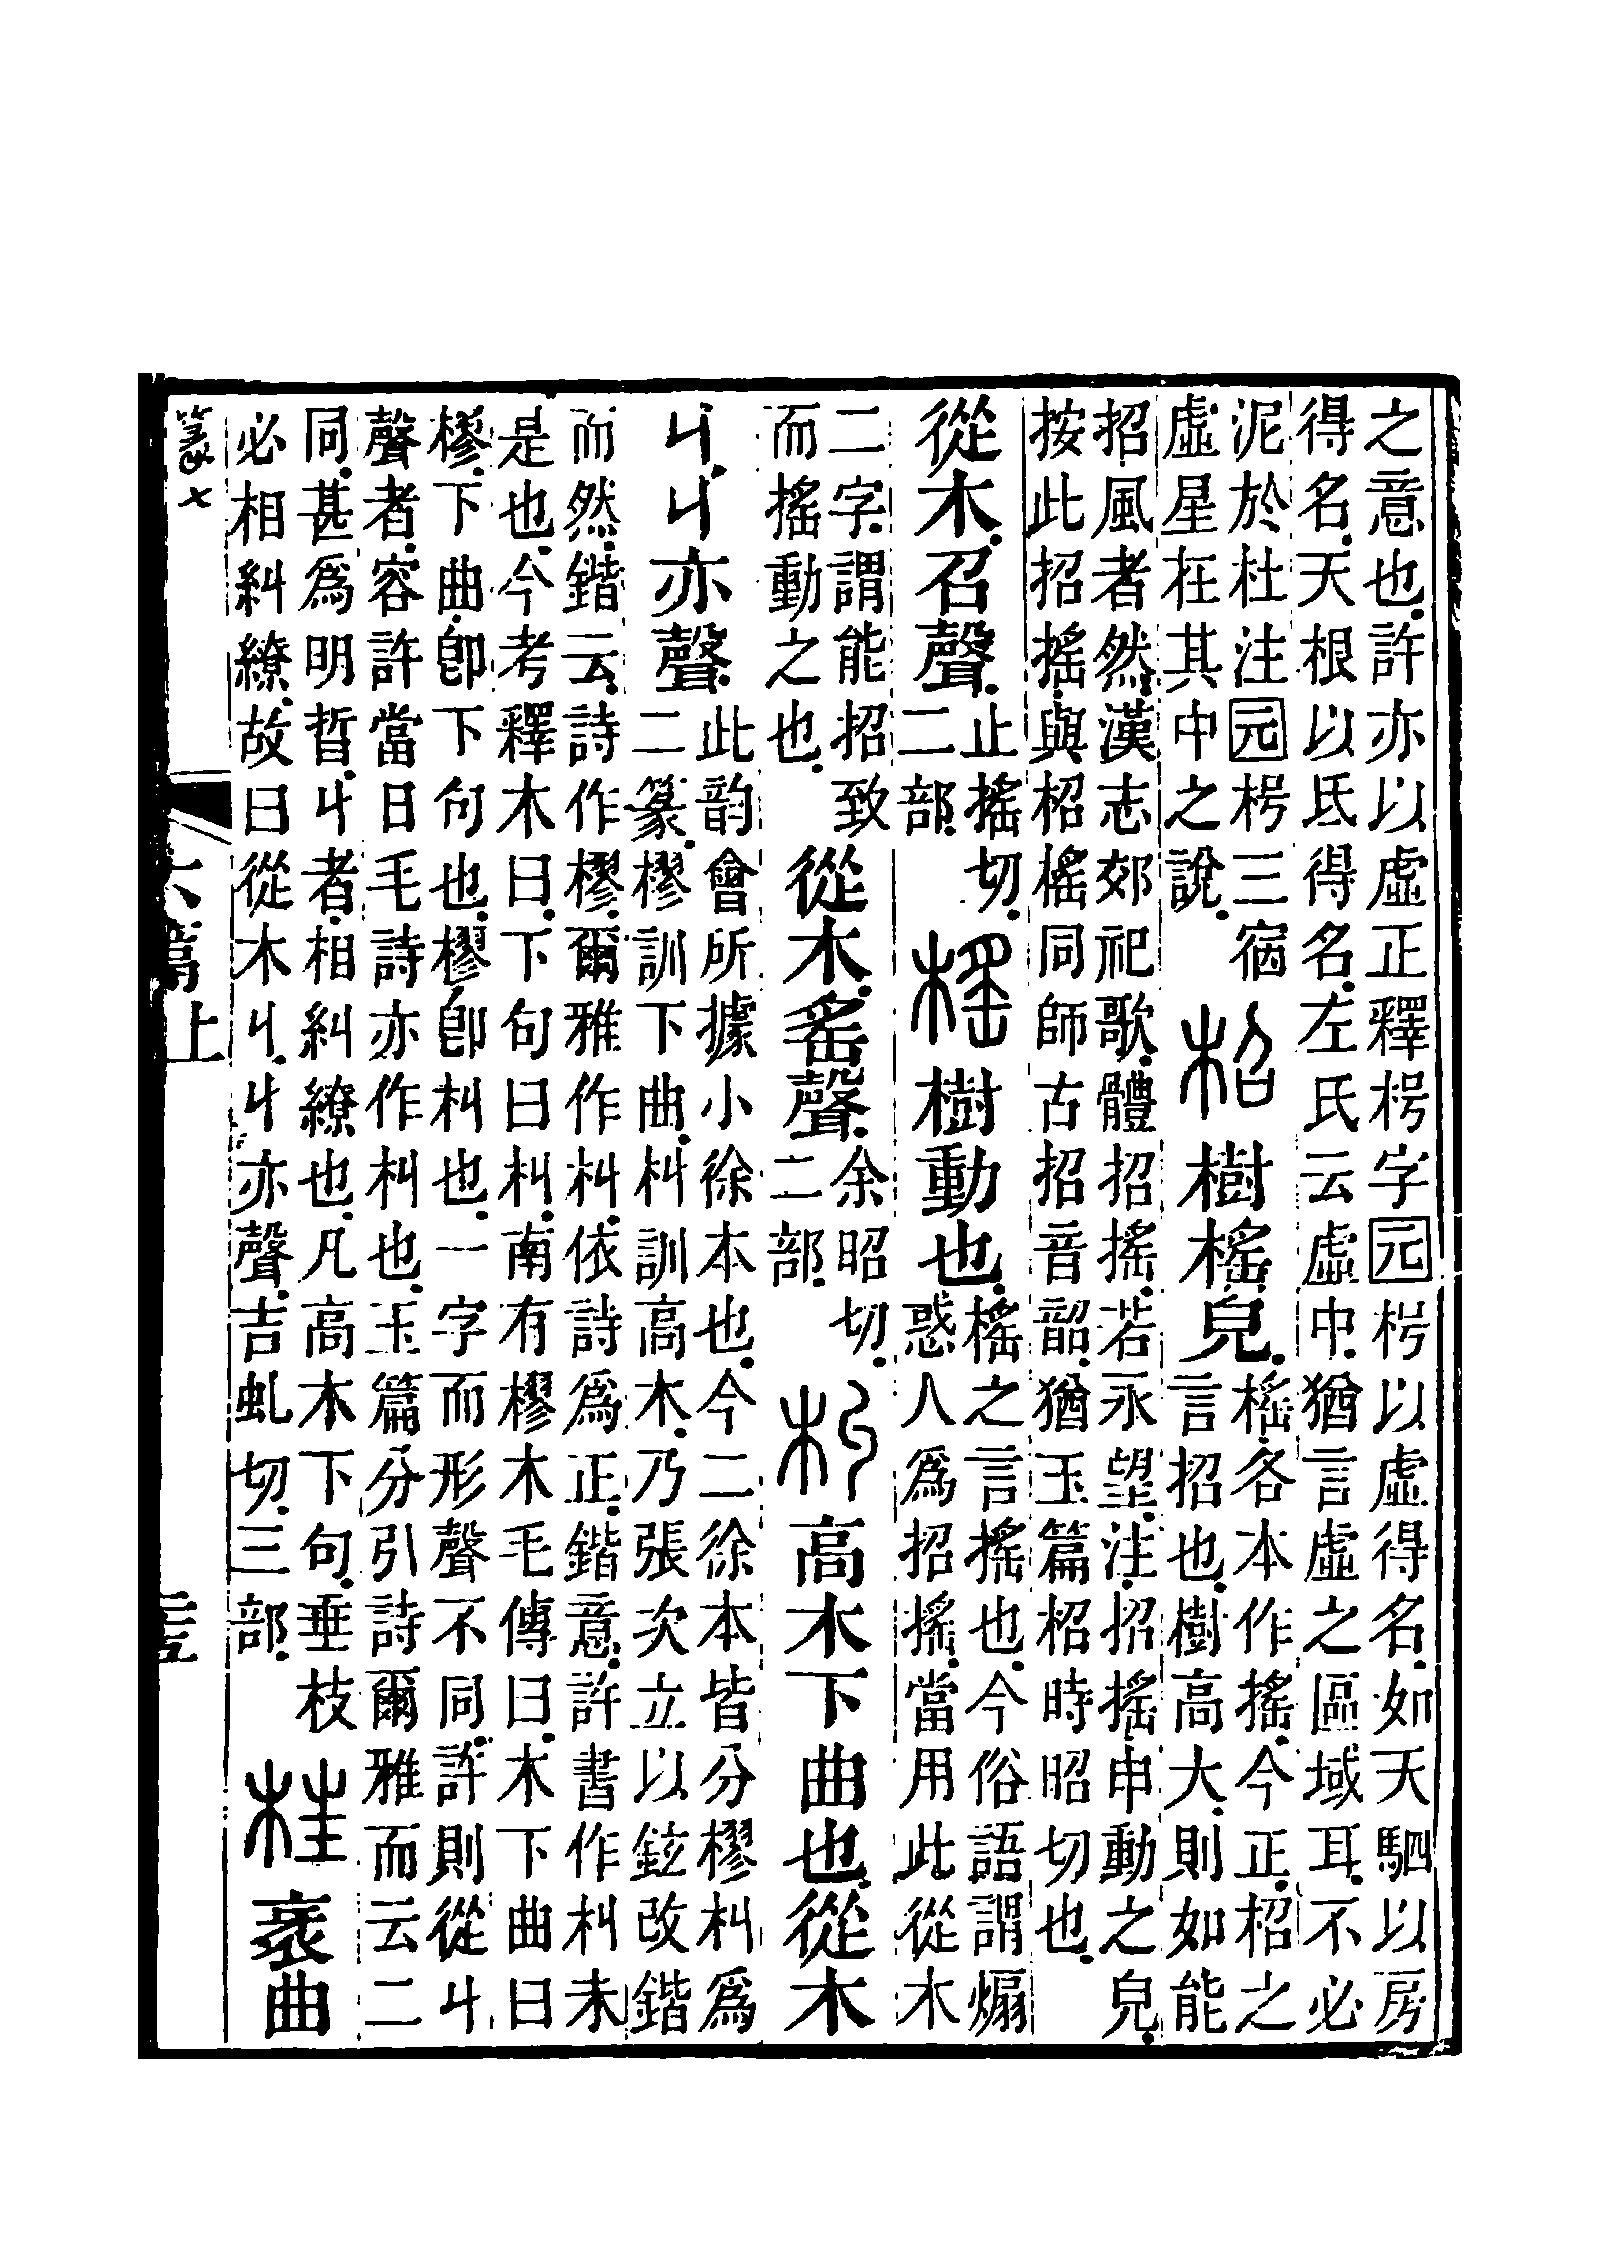 之意也.許亦以虛正釋枵字元枵以虛得名.如天駟以房
得名.天根以氐得名.左氏云虛中.猶言虛之區域耳.不必
泥於杜注元枵三宿
虛星在其中之說.
柖樹榣皃.
榣各本作搖.今正.柖之
言招也.樹高大.則如能
招風者然.漢志郊祀歌.體招搖.若永望.注.招搖申動之皃.
按此招搖.與柖榣同師古招音韶.猶玉篇柖時昭切也.
從木.召聲.
止搖切.
二部.
榣樹動也.
榣之言搖也.今俗語謂煽
惑人爲招搖.當用此從木
二字.謂能招致
而搖動之也.
從木.䍃聲.
余昭切.
二部.
朻高木下曲也.從木
丩.丩亦聲.
此韵會所據小徐本也.今二徐本皆分樛朻爲
二篆.樛訓下曲.朻訓高木.乃張次立以鉉改鍇
而然.鍇云.詩作樛.爾雅作朻.依詩爲正.鍇意.許書作朻未
是也.今考釋木曰.下句曰朻.南有樛木毛傳曰.木下曲曰
樛.下曲.卽下句也.樛卽朻也.一字而形聲不同.許則從丩
聲者.容許當日毛詩亦作朻也.玉篇分引詩爾雅而云二
同.甚爲明晢.丩者.相糾繚也.凡高木下句.垂枝
必相糾繚.故曰從木丩.丩亦聲.吉虬切.三部.
枉衺曲
六篇上